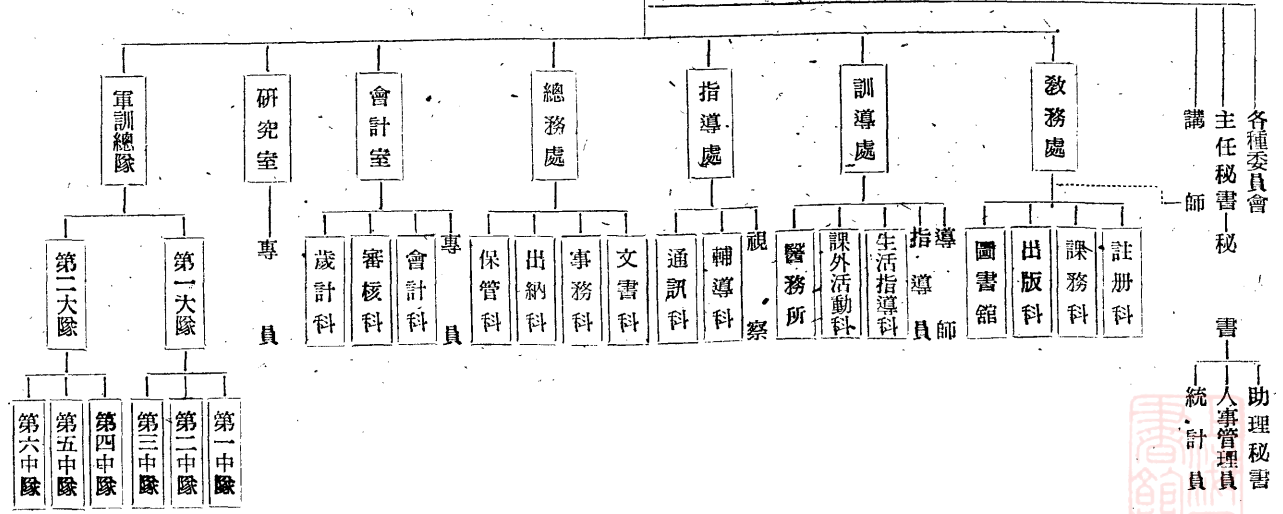 各種委員會
主任秘書—秘書
助理秘書
人事管理員
統計員
講師
教務處
註册科
課務科
出版科
圖書館
訓導處
導師
指導員
生活指導科
課外活動科
醫務所
指導處
視察
輔導科
通訊科
總務處
文書科
事務科
出納科
保管科
會計室
專員
會計科
審核科
歲計科
研究室
專員
軍訓總隊
第一大隊
第一中隊
第二中隊
第三中隊
第二大隊
第四中隊
第五中隊
第六中隊